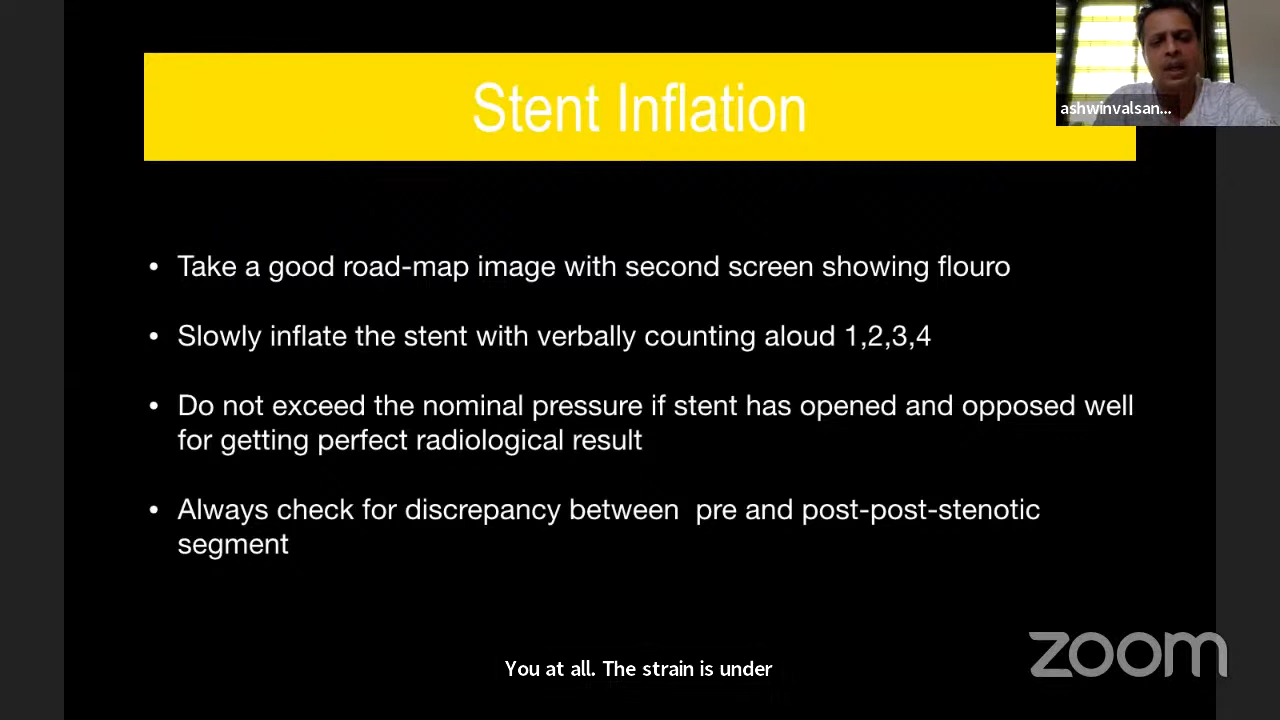 Stent Inflation
ashwinvalsan...
• Take a good road-map image with second screen showing flouro
• Slowly inflate the stent with verbally counting aloud 1,2,3,4
• Do not exceed the nominal pressure if stent has opened and opposed well
for getting perfect radiological result
• Always check for discrepancy between  pre and post-post-stenotic
segment
zoom
You at all. The strain is under